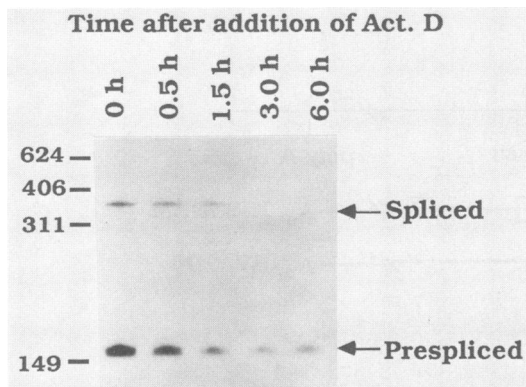 Time after addition of Act. D
0 h 0.5 h 1.5 h 3.0 h 6.0 h
624
406
311
Spliced
149
Prespliced